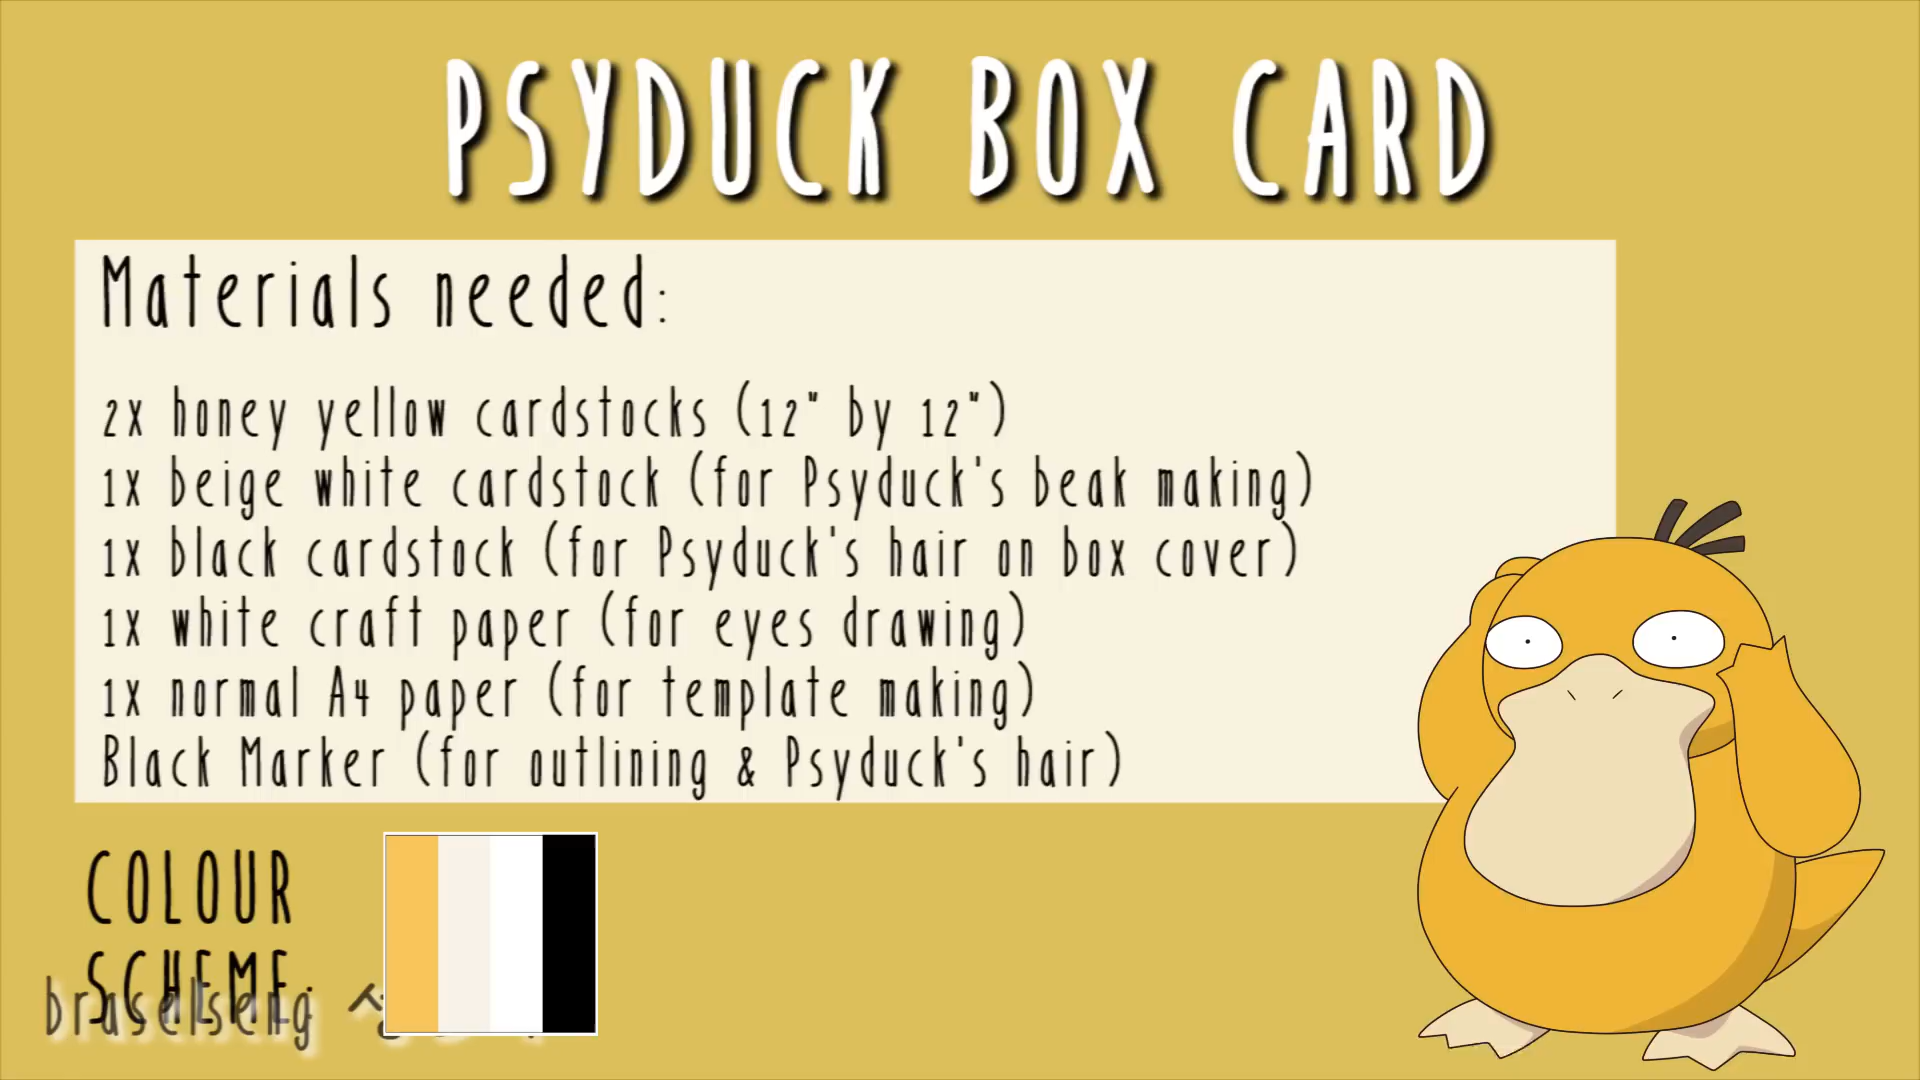 PSYDUCK BOX CARD
Materials needed:
2x honey yellow cardstocks (12" by 12")
1x beige white cardstock (for Psyduck's beak making)
1x black cardstock (for Psyduck's hair on box cover)
1x white craft paper (for eyes drawing)
1x normal A4 paper (for template making)
Black Marker (for outlining & Psyduck's hair)
COLOUR
SCHEME:
braselseng